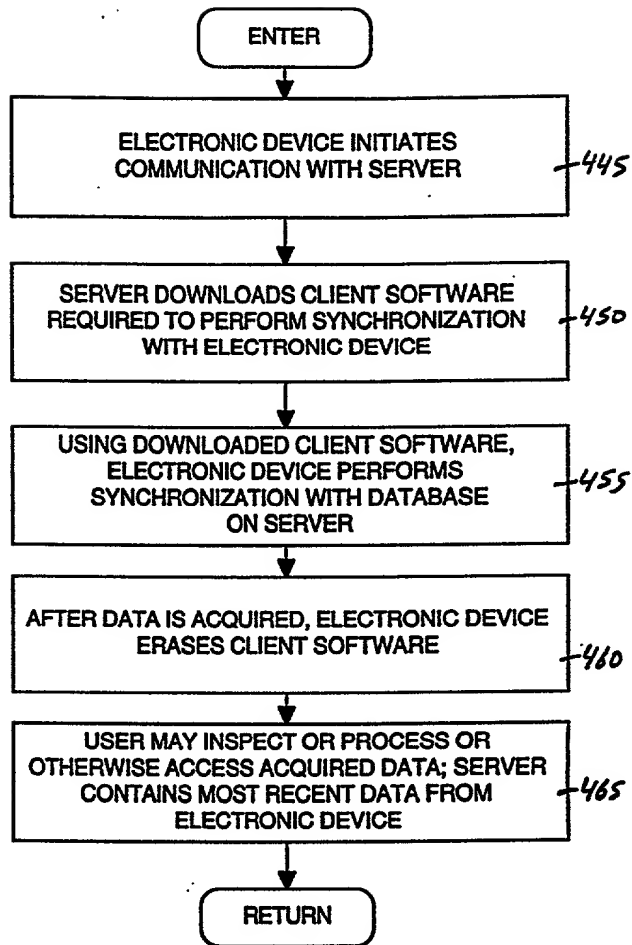 ENTER
ELECTRONIC DEVICE INITIATES
COMMUNICATION WITH SERVER
445
SERVER DOWNLOADS CLIENT SOFTWARE
REQUIRED TO PERFORM SYNCHRONIZATION
WITH ELECTRONIC DEVICE
450
USING DOWNLOADED CLIENT SOFTWARE,
ELECTRONIC DEVICE PERFORMS
SYNCHRONIZATION WITH DATABASE
ON SERVER
455
AFTER DATA IS ACQUIRED, ELECTRONIC DEVICE
ERASES CLIENT SOFTWARE
460
USER MAY INSPECT OR PROCESS OR
OTHERWISE ACCESS ACQUIRED DATA; SERVER
CONTAINS MOST RECENT DATA FROM
ELECTRONIC DEVICE
465
RETURN